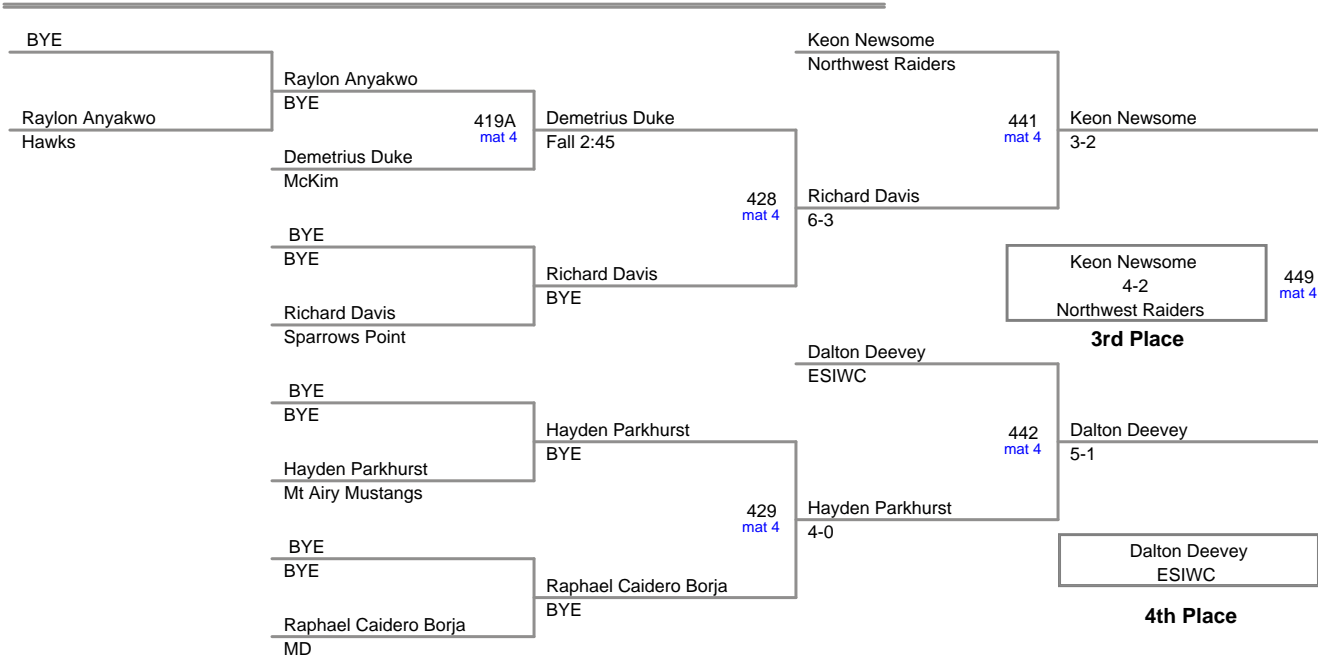 BYE
Raylon Anyakwo
Hawks
Raylon Anyakwo
BYE
Demetrius Duke
McKim
419A
mat 4
Demetrius Duke
Fall 2:45
BYE
BYE
Richard Davis
Sparrows Point
Richard Davis
BYE
428
mat 4
Richard Davis
6-3
Keon Newsome
Northwest Raiders
441
mat 4
Keon Newsome
3-2
Keon Newsome
4-2
Northwest Raiders
449
mat 4
3rd Place
BYE
BYE
Hayden Parkhurst
Mt Airy Mustangs
Hayden Parkhurst
BYE
BYE
BYE
Raphael Caidero Borja
MD
Raphael Caidero Borja
BYE
429
mat 4
Hayden Parkhurst
4-0
Dalton Deevey
ESIWC
442
mat 4
Dalton Deevey
5-1
Dalton Deevey
ESIWC
4th Place